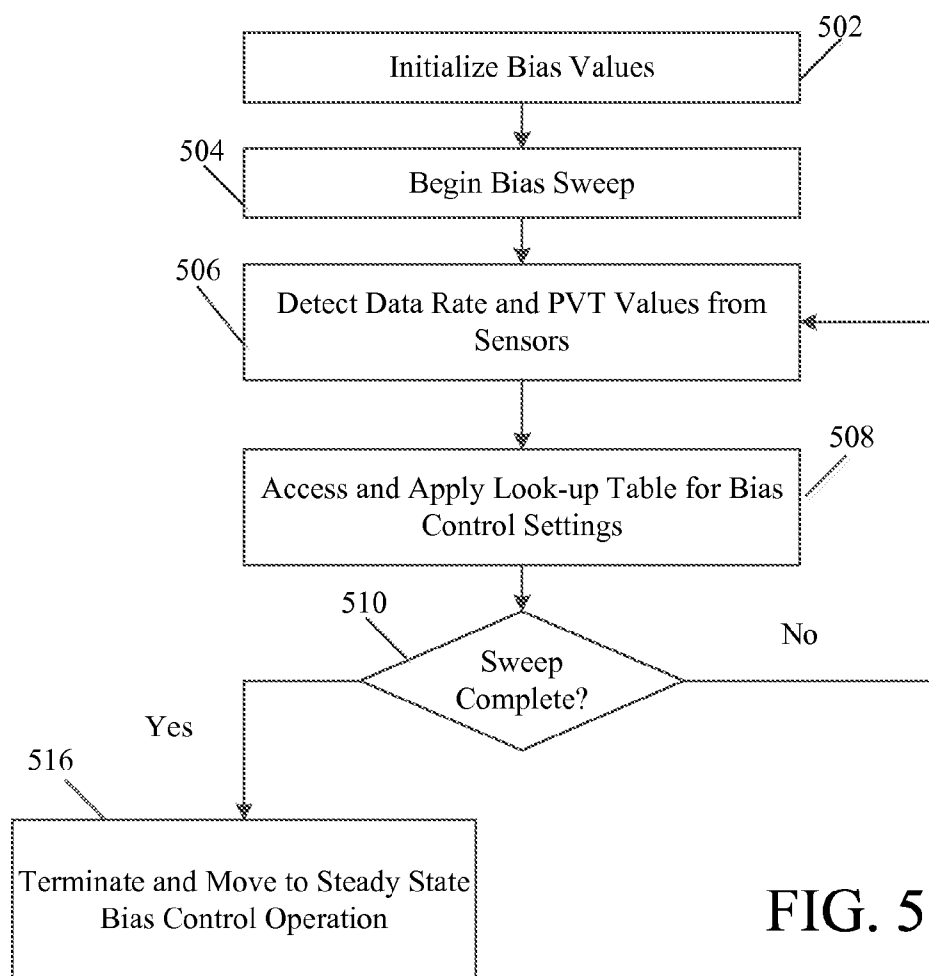 502
Initialize Bias Values
504
Begin Bias Sweep
506
Detect Data Rate and PVT Values from
Sensors
508
Access and Apply Look-up Table for Bias
Control Settings
510
Sweep
Complete?
No
Yes
516
Terminate and Move to Steady State
Bias Control Operation
FIG. 5